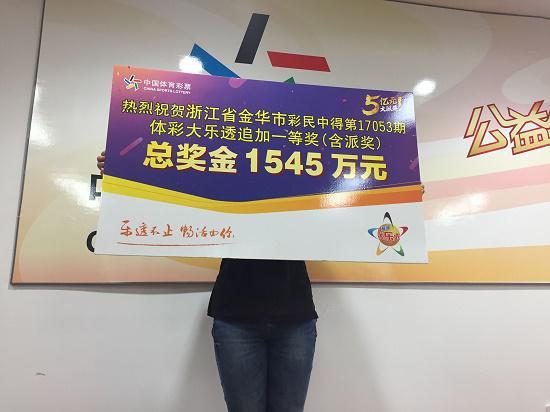 中国体育彩票
CHINA SPORTS LOTTERY
5亿元
大派奖
热烈祝贺浙江省金华市彩民中得第17053期
体彩大乐透追加一等奖(含派奖)
总奖金1545万元
乐透不止 畅活由你
公益